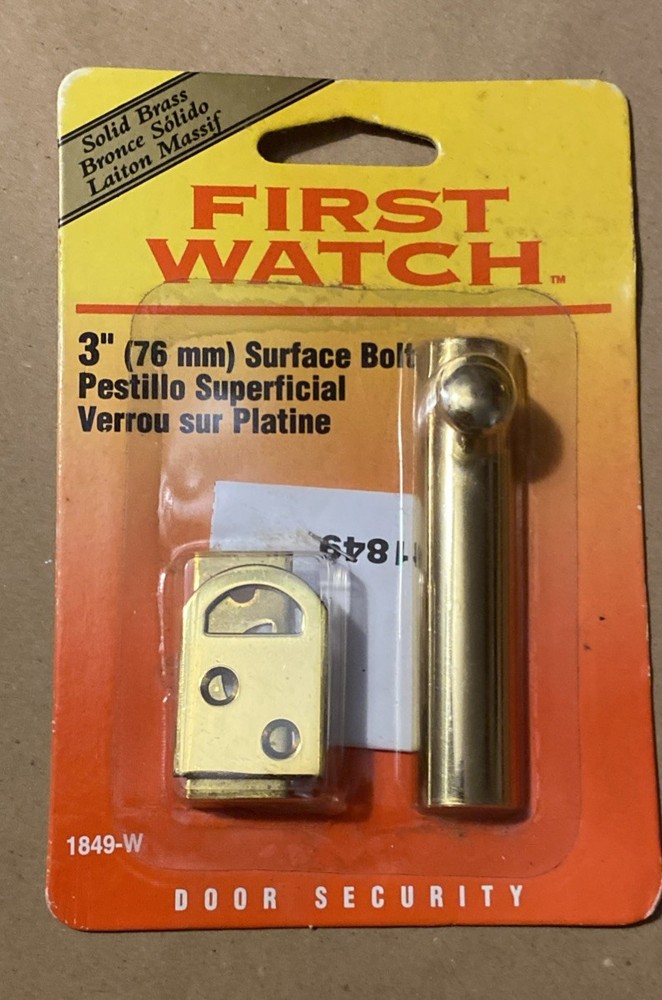 Solid Brass
Bronce Sólido
Laiton Massif
FIRST
WATCH™
3" (76 mm) Surface Bolt
Pestillo Superficial
Verrou sur Platine
1849
1849-W
DOOR SECURITY